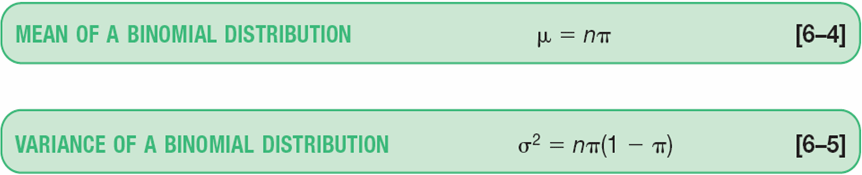 MEAN OF A BINOMIAL DISTRIBUTION μ = nπ [6–4]
VARIANCE OF A BINOMIAL DISTRIBUTION σ² = nπ(1 − π) [6–5]